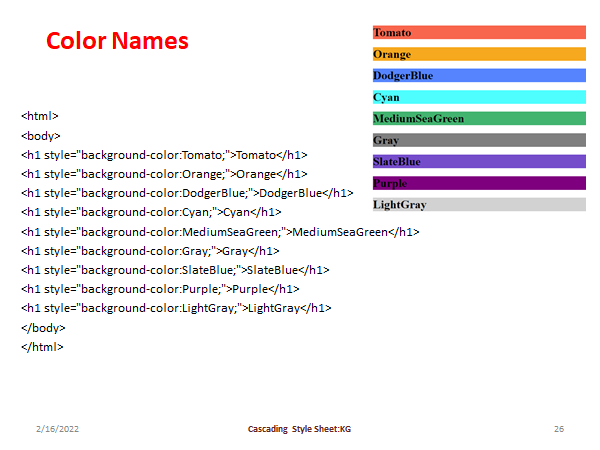 Color Names
Tomato
Orange
DodgerBlue
Cyan
MediumSeaGreen
Gray
SlateBlue
Purple
LightGray
<html>
<body>
<h1 style="background-color:Tomato;">Tomato</h1>
<h1 style="background-color:Orange;">Orange</h1>
<h1 style="background-color:DodgerBlue;">DodgerBlue</h1>
<h1 style="background-color:Cyan;">Cyan</h1>
<h1 style="background-color:MediumSeaGreen;">MediumSeaGreen</h1>
<h1 style="background-color:Gray;">Gray</h1>
<h1 style="background-color:SlateBlue;">SlateBlue</h1>
<h1 style="background-color:Purple;">Purple</h1>
<h1 style="background-color:LightGray;">LightGray</h1>
</body>
</html>
2/16/2022 Cascading Style Sheet:KG 26